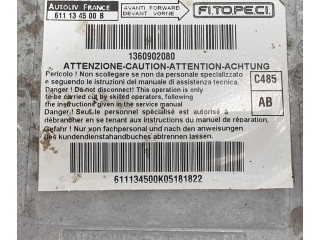 AUTOLIV FRANCE
611 13 45 00 B
AVANTI FORWARD
DEVANT VORNE
FI.TO.PE.C.I.
1360902080
ATTENZIONE-CAUTION-ATTENTION-ACHTUNG
Pericolo ! Non scollegare se non da personale specializzato
e seguendo le istruzioni del manuale di assistenza tecnica.
Danger ! Do not disconnect! This operation is only
to be carried out by skilled operators, following
the instructions given in the service manual
Danger ! Seul le personnel spécialisé est autorisé à
débrancher en se tenant aux instructions du manuel de réparation.
Gefahr ! Nur von fachpersonal und nach den anweisungen
des kundendiensthandbuches abtrennen lassen !
C485
AB
611134500K05181822